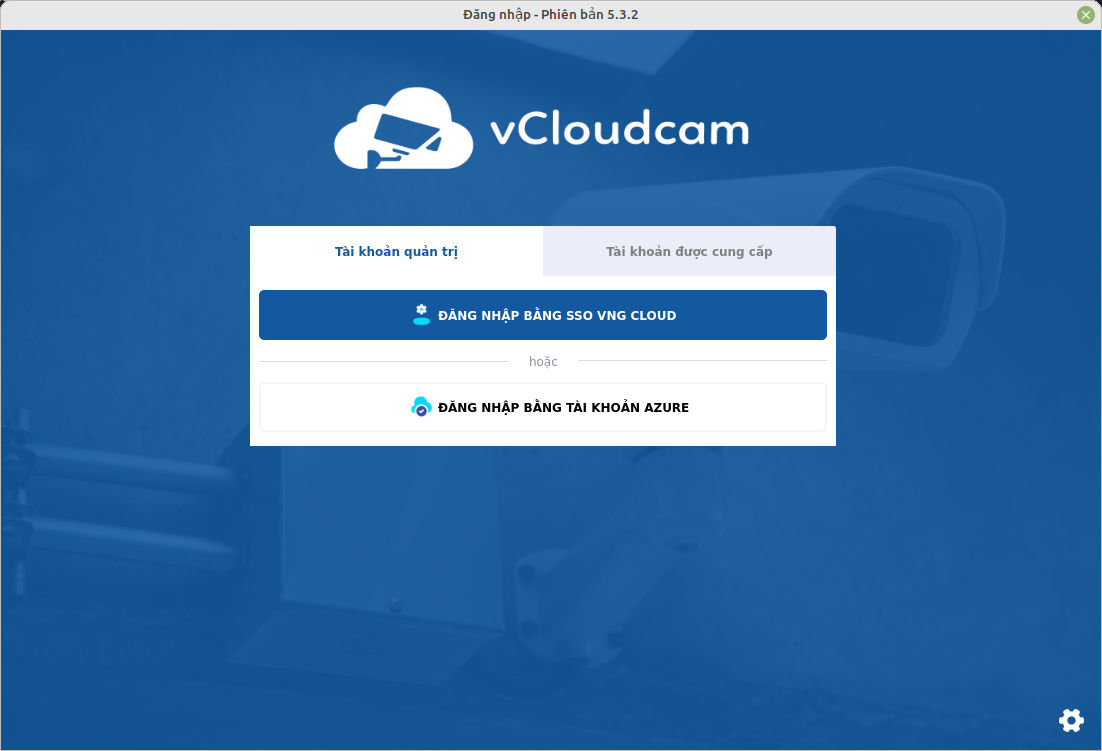 Đăng nhập - Phiên bản 5.3.2
vCloudcam
Tài khoản quản trị
Tài khoản được cung cấp
ĐĂNG NHẬP BẰNG SSO VNG CLOUD
hoặc
ĐĂNG NHẬP BẰNG TÀI KHOẢN AZURE